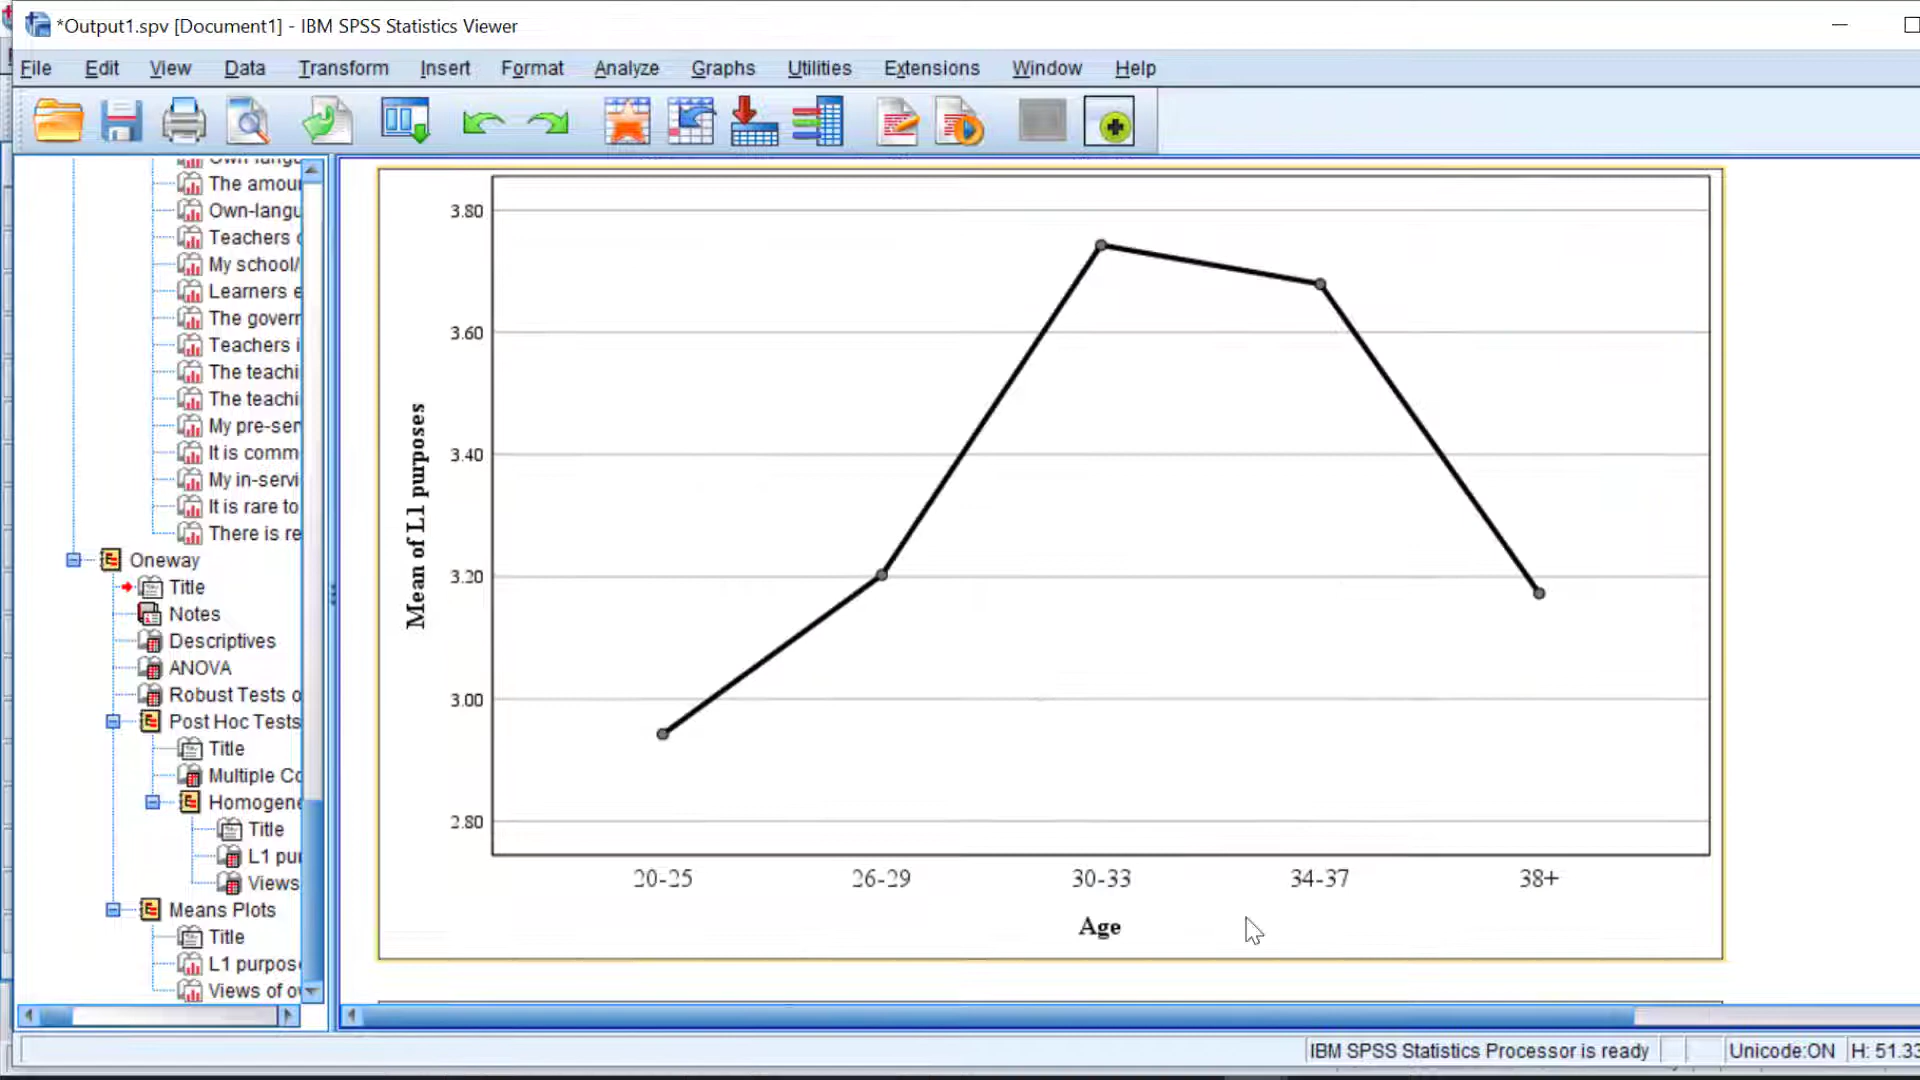 *Output1.spv [Document1] - IBM SPSS Statistics Viewer
File Edit View Data Transform Insert Format Analyze Graphs Utilities Extensions Window Help
The amour
Own-langu
Teachers
My school/
Learners e
The govern
Teachers i
The teachi
The teachi
My pre-ser
It is comm
My in-servi
It is rare to
There is re
Oneway
Title
Notes
Descriptives
ANOVA
Robust Tests o
Post Hoc Tests
Title
Multiple Co
Homogene
Title
L1 pur
Views
Means Plots
Title
L1 purpos
Views of o
3.80
3.60
3.40
3.20
3.00
2.80
Mean of L1 purposes
20-25 26-29 30-33 34-37 38+
Age
IBM SPSS Statistics Processor is ready Unicode:ON H: 51.33